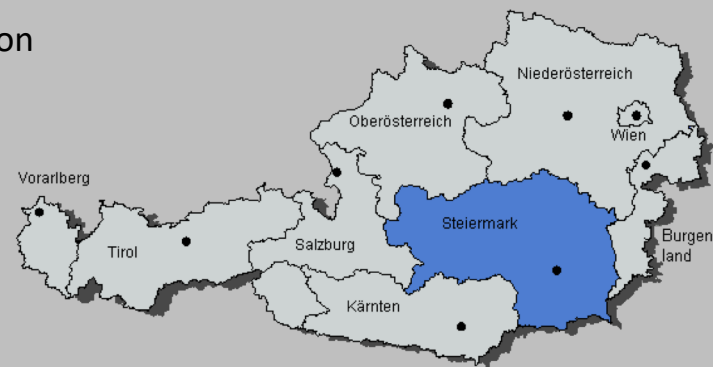 on
Niederösterreich
Oberösterreich
Wien
Vorarlberg
Steiermark
Burgen
land
Tirol
Salzburg
Kärnten